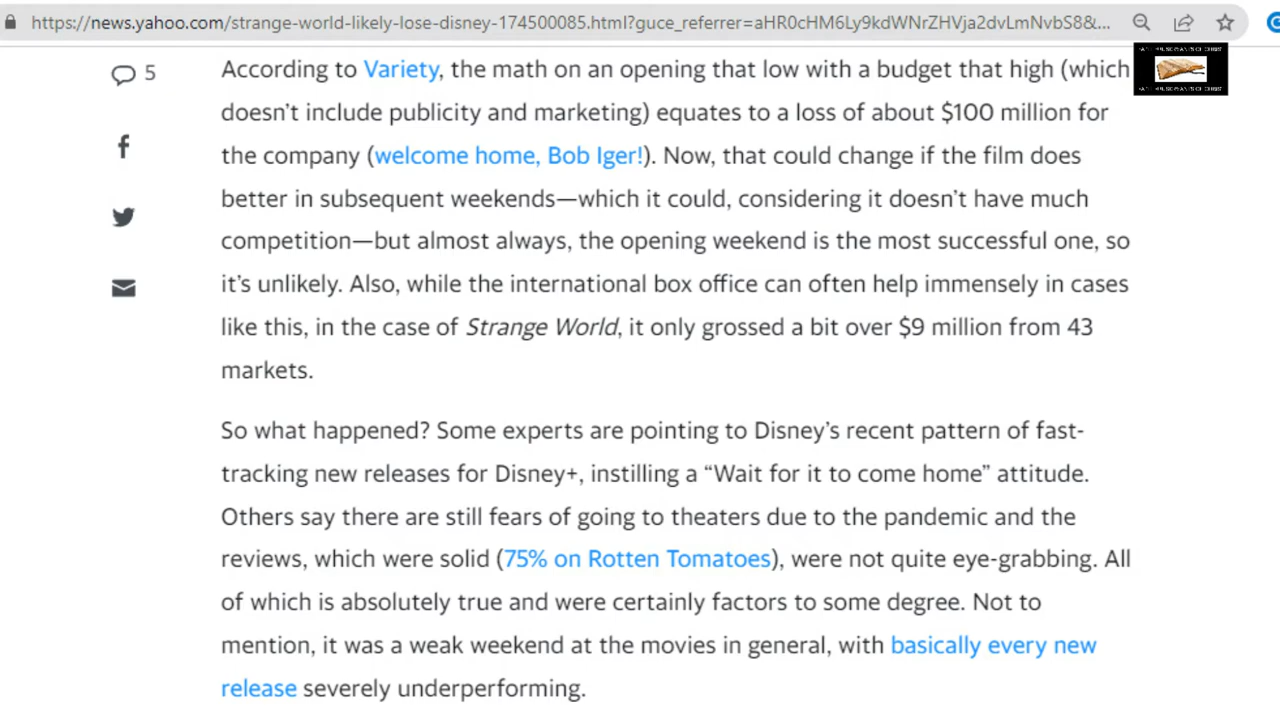 https://news.yahoo.com/strange-world-likely-lose-disney-174500085.html?guce_referrer=aHR0cHM6Ly9kdWNrZHVja2dvLmNvbS8&...
5
According to Variety, the math on an opening that low with a budget that high (which
doesn’t include publicity and marketing) equates to a loss of about $100 million for
the company (welcome home, Bob Iger!). Now, that could change if the film does
better in subsequent weekends—which it could, considering it doesn’t have much
competition—but almost always, the opening weekend is the most successful one, so
it’s unlikely. Also, while the international box office can often help immensely in cases
like this, in the case of Strange World, it only grossed a bit over $9 million from 43
markets.
So what happened? Some experts are pointing to Disney’s recent pattern of fast-
tracking new releases for Disney+, instilling a “Wait for it to come home” attitude.
Others say there are still fears of going to theaters due to the pandemic and the
reviews, which were solid (75% on Rotten Tomatoes), were not quite eye-grabbing. All
of which is absolutely true and were certainly factors to some degree. Not to
mention, it was a weak weekend at the movies in general, with basically every new
release severely underperforming.